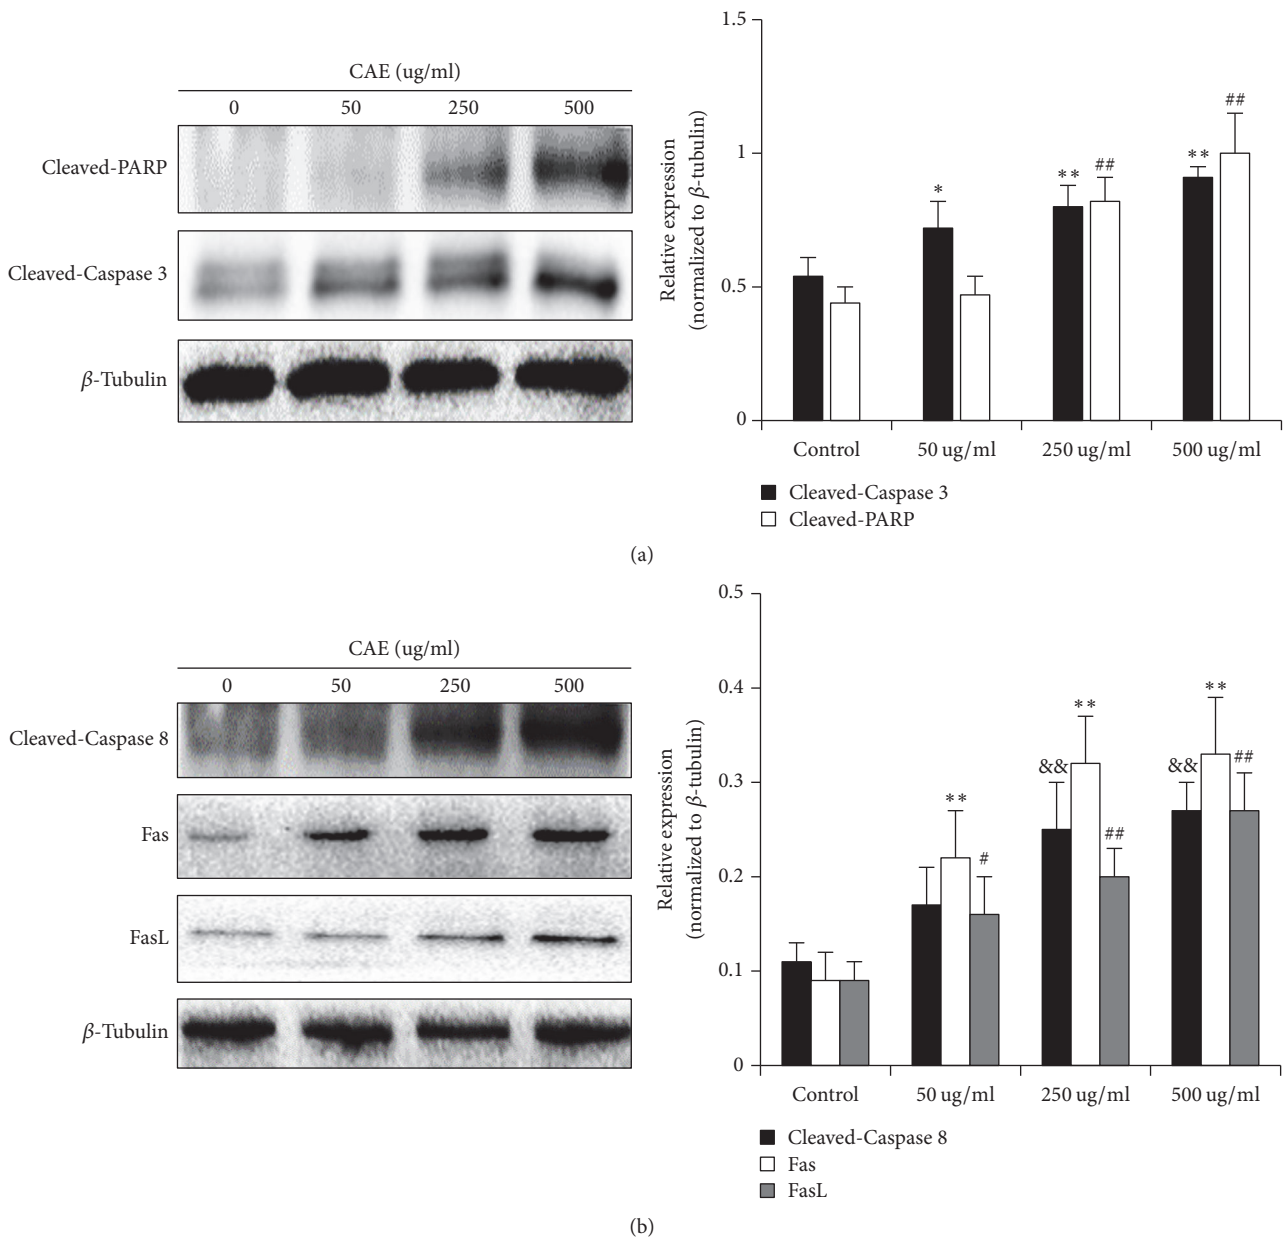 CAE (ug/ml)
0 50 250 500
Cleaved-PARP
Cleaved-Caspase 3
β-Tubulin
Relative expression
(normalized to β-tubulin)
1.5
1
0.5
0
*
** ##
** ##
Control 50 ug/ml 250 ug/ml 500 ug/ml
Cleaved-Caspase 3
Cleaved-PARP
(a)
CAE (ug/ml)
0 50 250 500
Cleaved-Caspase 8
Fas
FasL
β-Tubulin
Relative expression
(normalized to β-tubulin)
0.5
0.4
0.3
0.2
0.1
0
** #
&& ** ##
&& ** ##
Control 50 ug/ml 250 ug/ml 500 ug/ml
Cleaved-Caspase 8
Fas
FasL
(b)